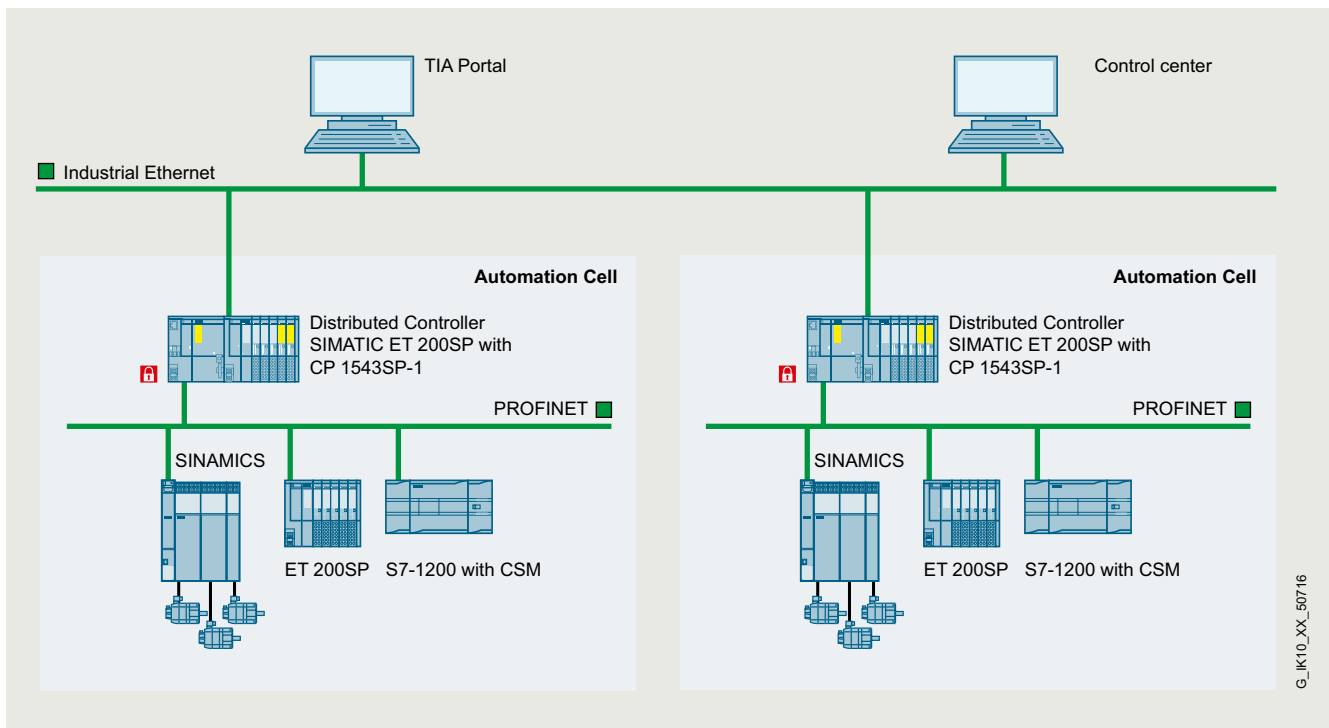 TIA Portal
Control center
Industrial Ethernet
Automation Cell
Distributed Controller
SIMATIC ET 200SP with
CP 1543SP-1
PROFINET
SINAMICS
ET 200SP
S7-1200 with CSM
Automation Cell
Distributed Controller
SIMATIC ET 200SP with
CP 1543SP-1
PROFINET
SINAMICS
ET 200SP
S7-1200 with CSM
G_IK10_XX_50716